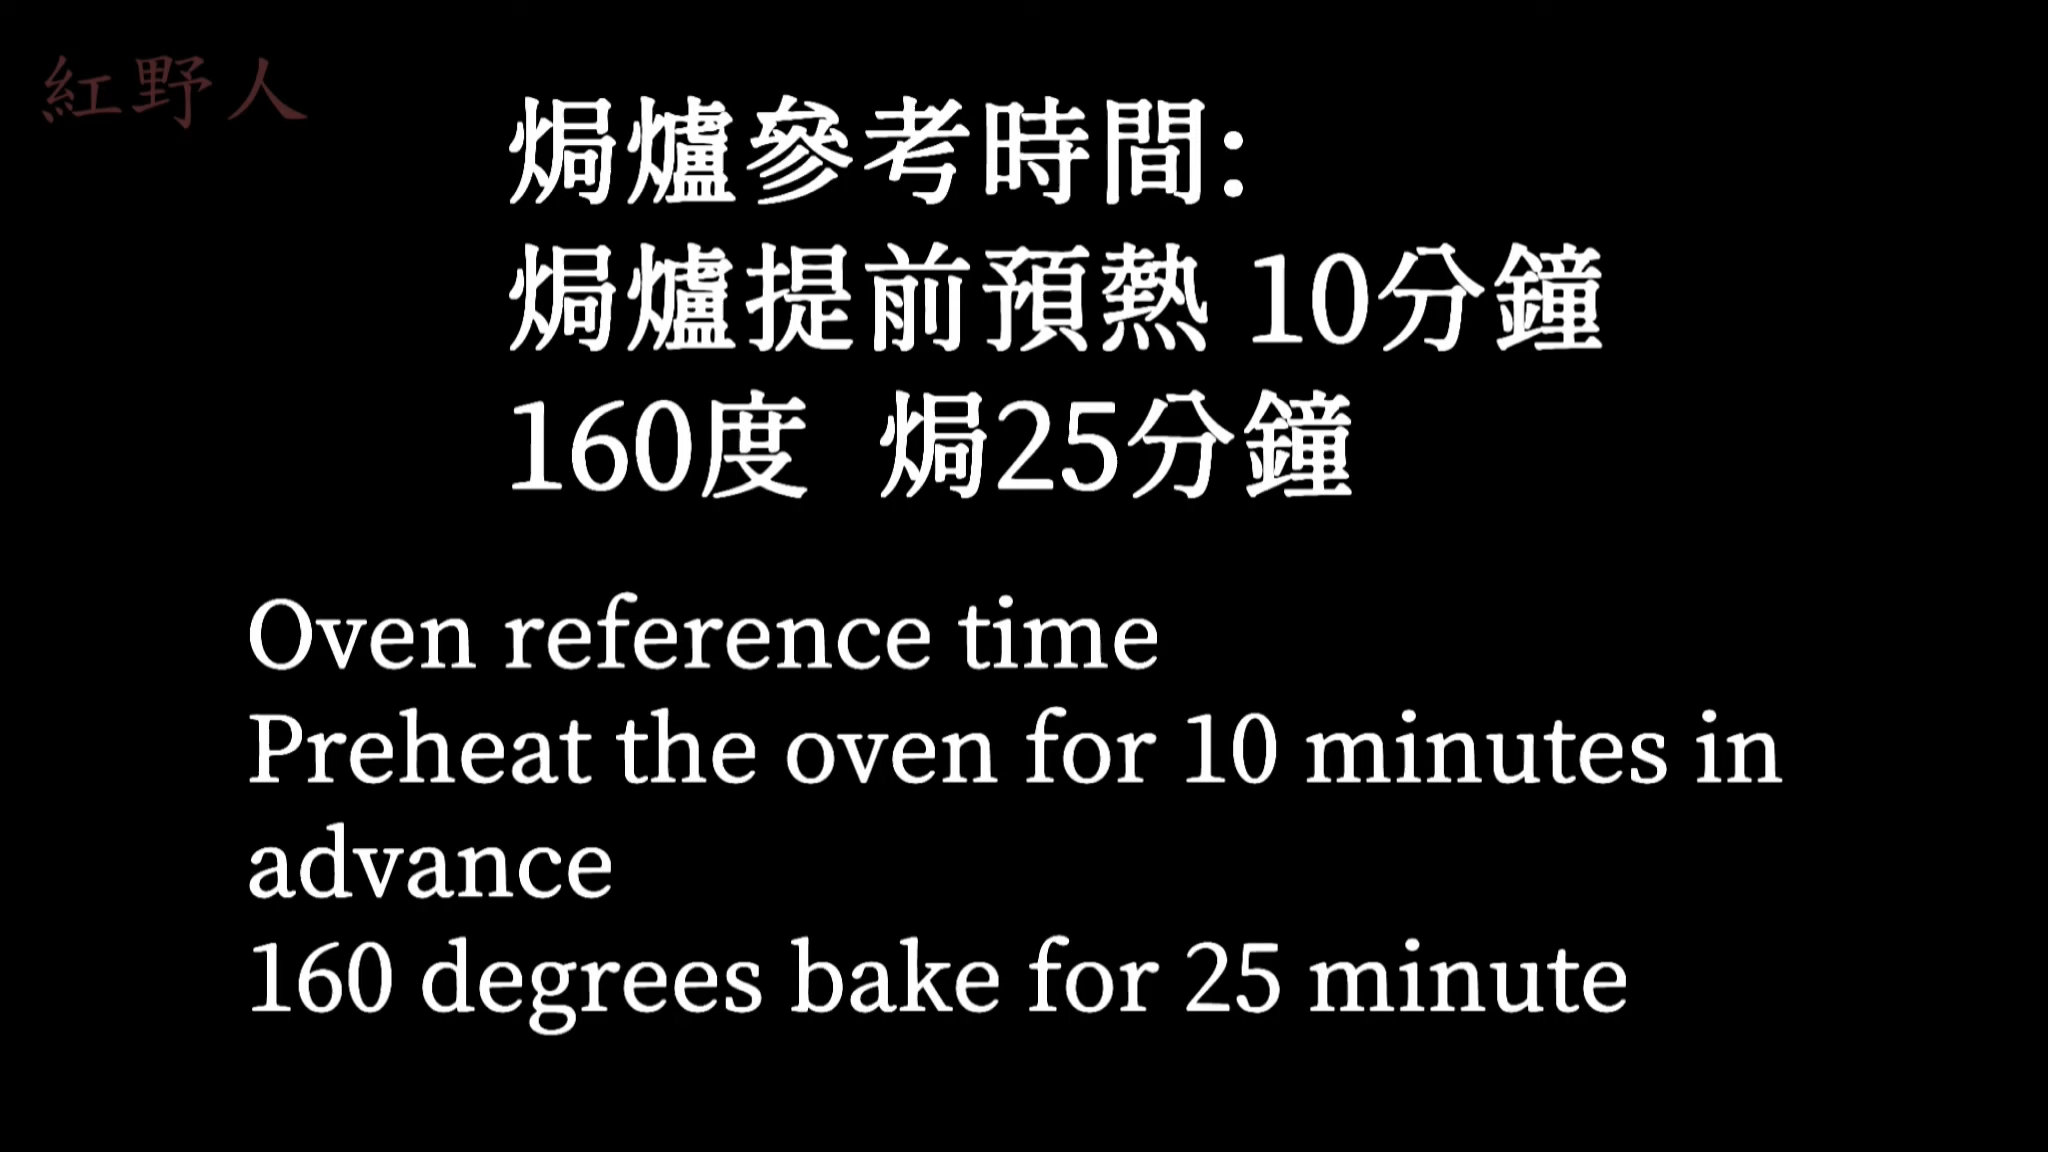 紅野人
焗爐參考時間:
焗爐提前預熱 10分鐘
160度 焗25分鐘
Oven reference time
Preheat the oven for 10 minutes in
advance
160 degrees bake for 25 minute